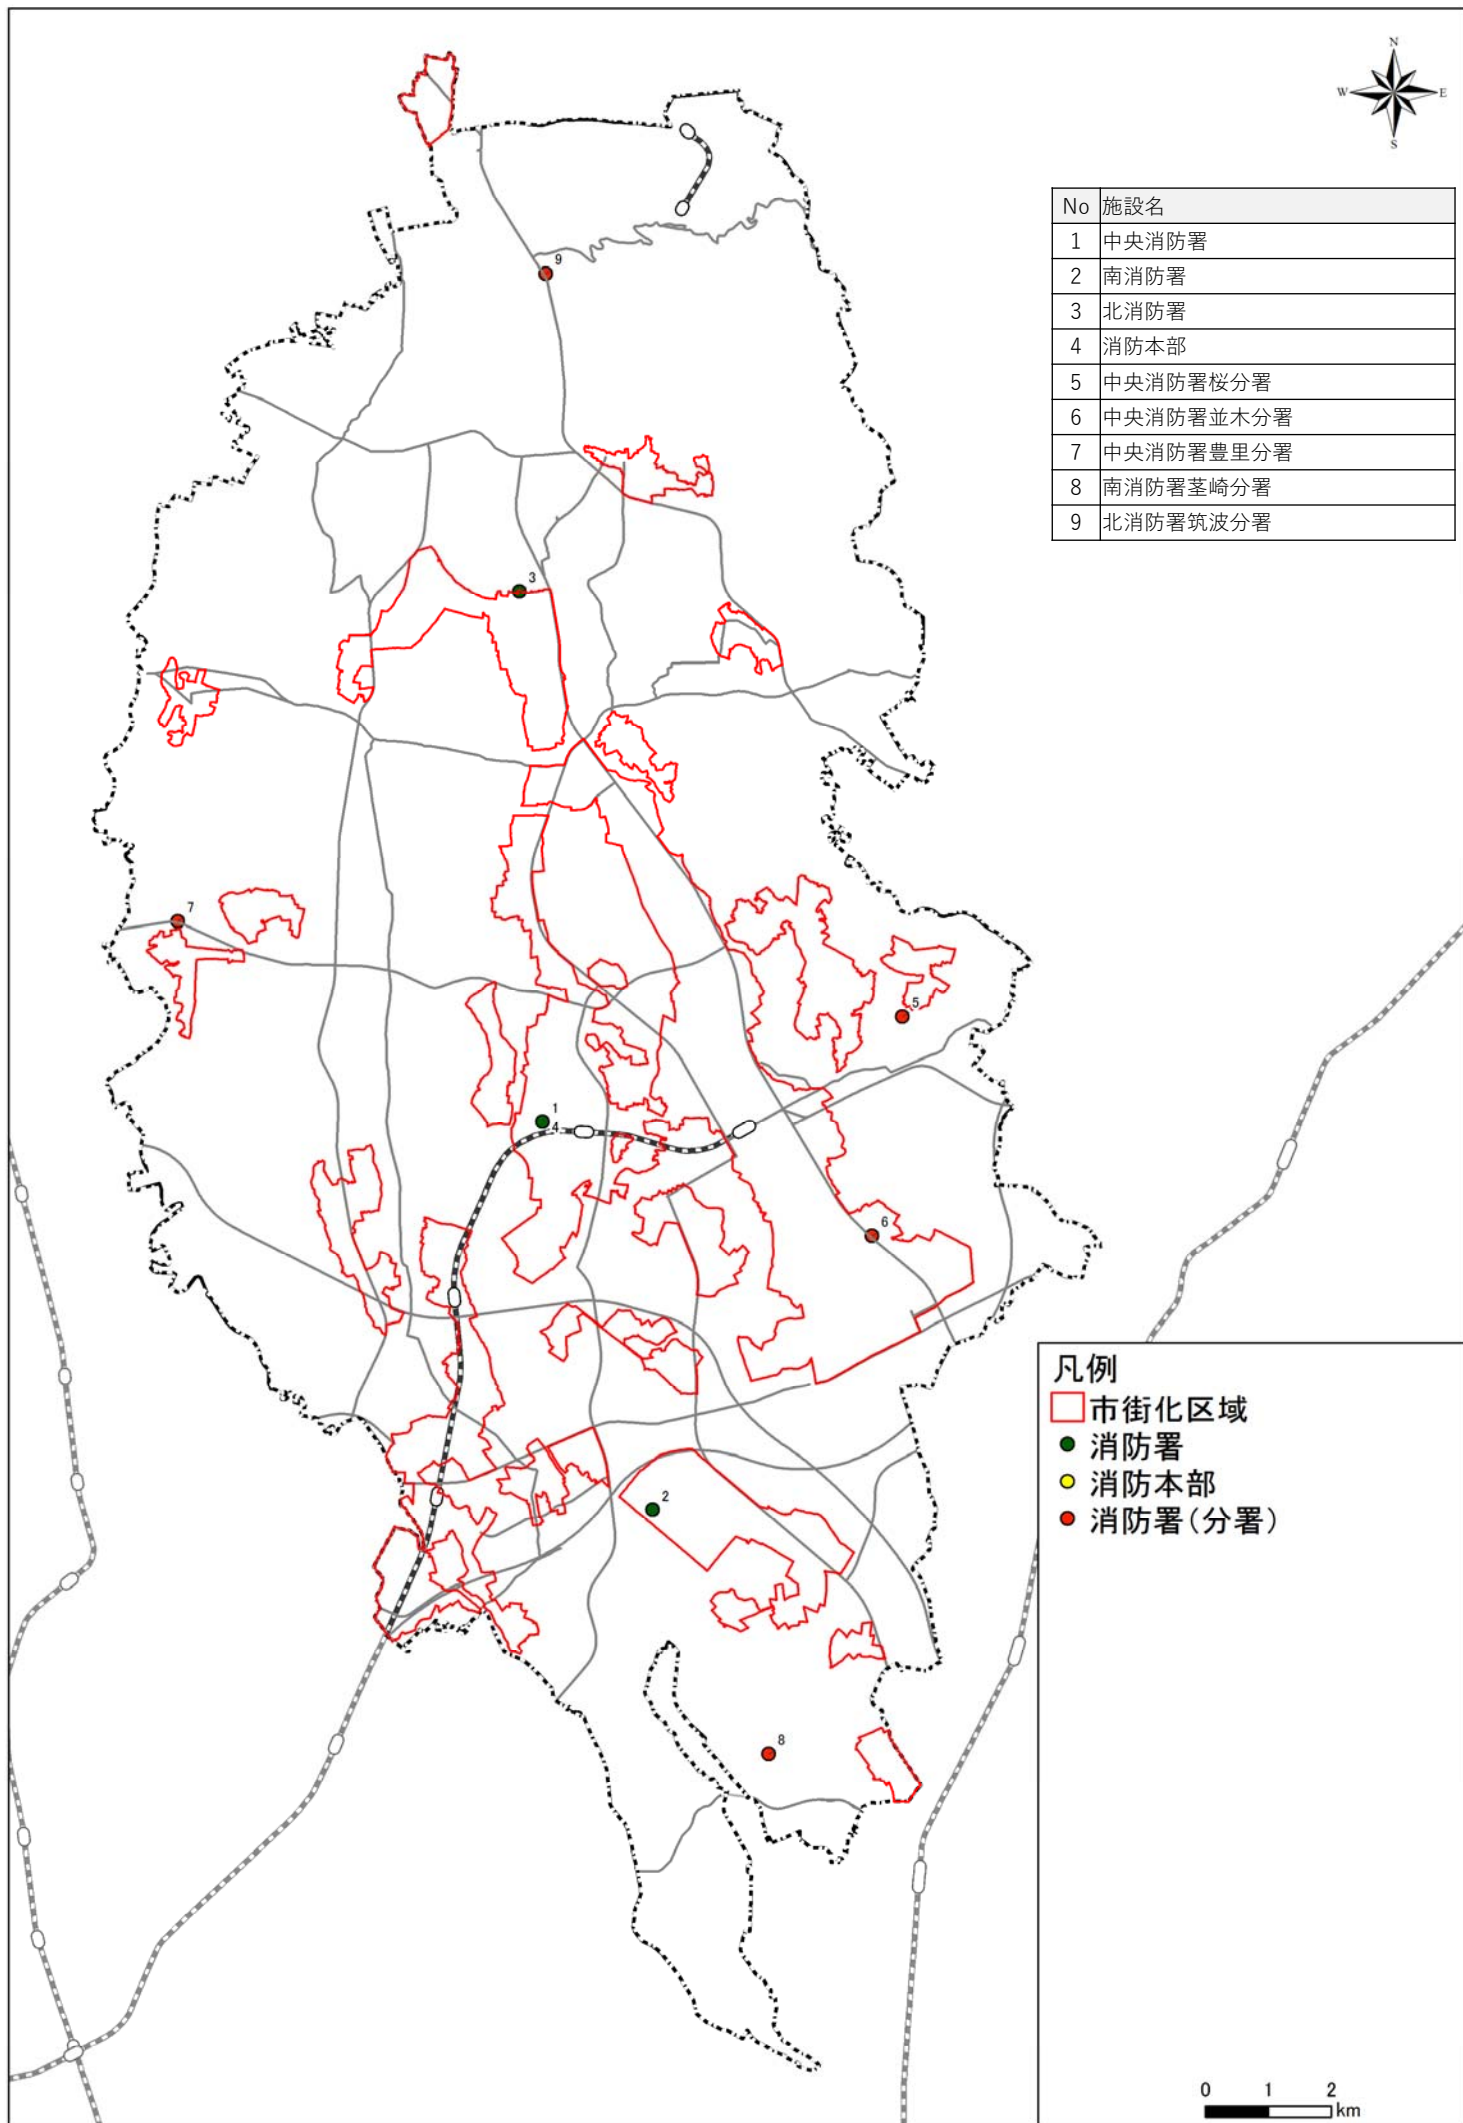 N
W E
S
No 施設名
1 中央消防署
2 南消防署
3 北消防署
4 消防本部
5 中央消防署桜分署
6 中央消防署並木分署
7 中央消防署豊里分署
8 南消防署茎崎分署
9 北消防署筑波分署
9
3
7
5
1
4
6
2
8
凡例
市街化区域
消防署
消防本部
消防署(分署)
0 1 2
km